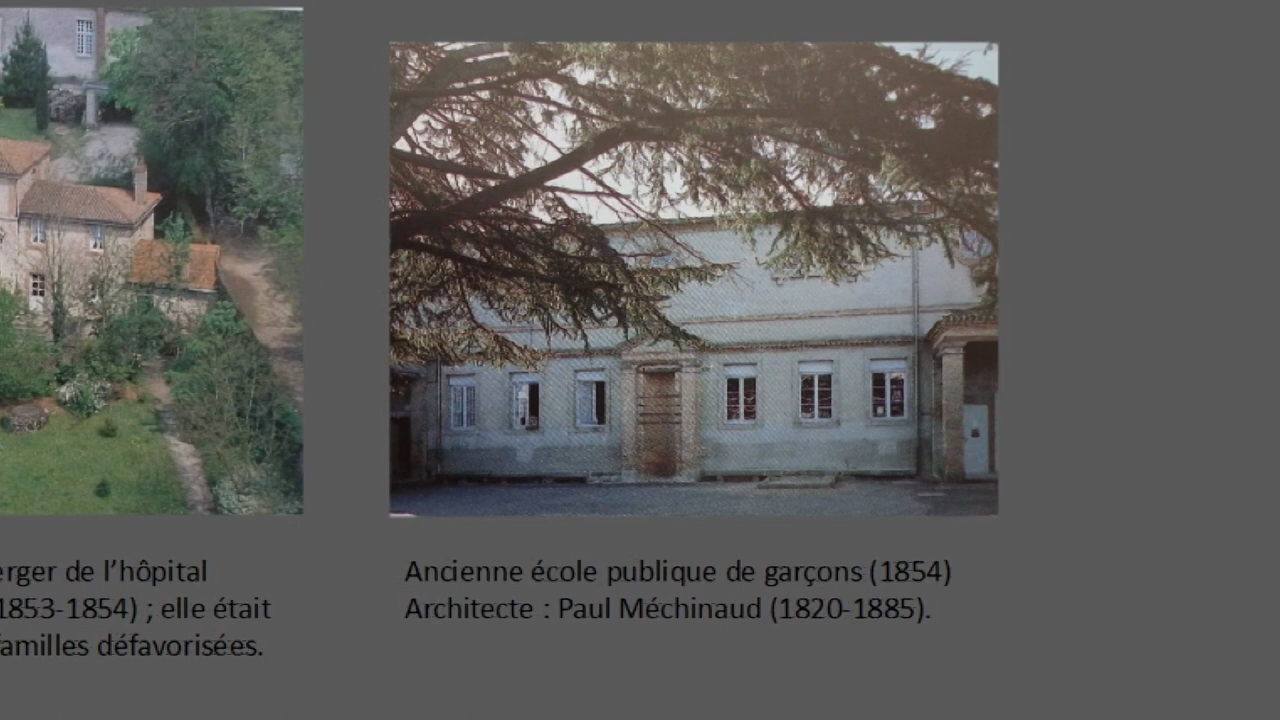 erger de l’hôpital
1853-1854) ; elle était
familles défavorisées.
Ancienne école publique de garçons (1854)
Architecte : Paul Méchinaud (1820-1885).